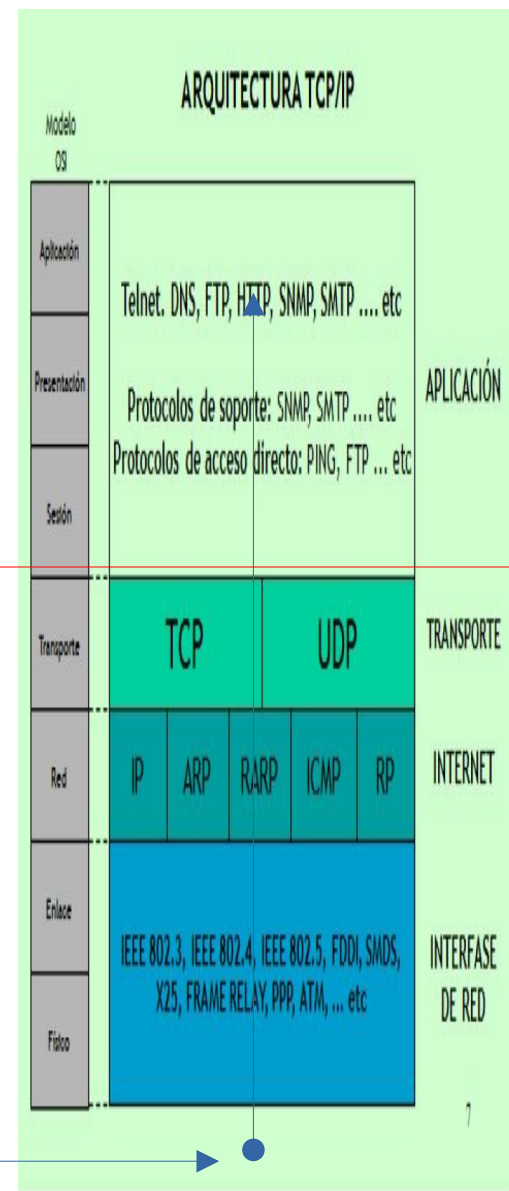 ARQUITECTURA TCP/IP
Modelo
OSI
Aplicación
Presentación
Sesión
Transporte
Red
Enlace
Físico
Telnet. DNS, FTP, HTTP, SNMP, SMTP .... etc
Protocolos de soporte: SNMP, SMTP .... etc
Protocolos de acceso directo: PING, FTP ... etc
TCP
UDP
IP
ARP
RARP
ICMP
RP
IEEE 802.3, IEEE 802.4, IEEE 802.5, FDDI, SMDS,
X25, FRAME RELAY, PPP, ATM, ... etc
APLICACIÓN
TRANSPORTE
INTERNET
INTERFASE
DE RED
7